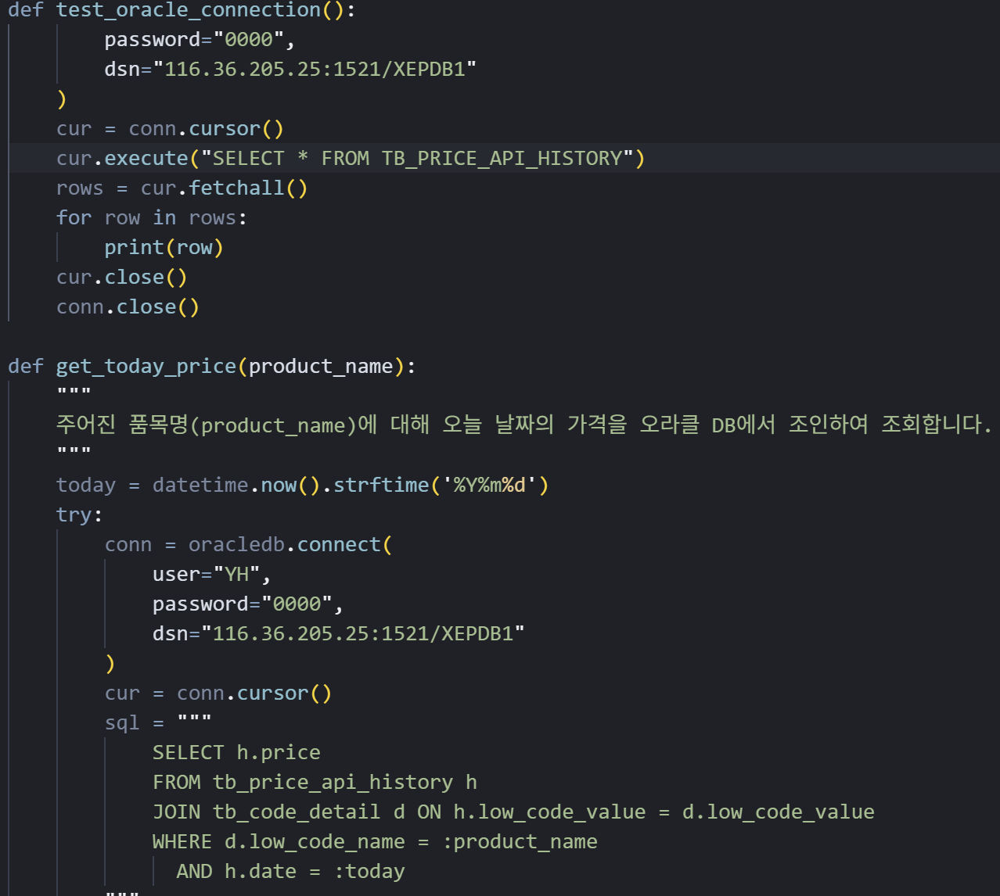 def test_oracle_connection():
        password="0000",
        dsn="116.36.205.25:1521/XEPDB1"
    )
    cur = conn.cursor()
    cur.execute("SELECT * FROM TB_PRICE_API_HISTORY")
    rows = cur.fetchall()
    for row in rows:
        print(row)
    cur.close()
    conn.close()

def get_today_price(product_name):
    """
    주어진 품목명(product_name)에 대해 오늘 날짜의 가격을 오라클 DB에서 조인하여 조회합니다.
    """
    today = datetime.now().strftime('%Y%m%d')
    try:
        conn = oracledb.connect(
            user="YH",
            password="0000",
            dsn="116.36.205.25:1521/XEPDB1"
        )
        cur = conn.cursor()
        sql = """
            SELECT h.price
            FROM tb_price_api_history h
            JOIN tb_code_detail d ON h.low_code_value = d.low_code_value
            WHERE d.low_code_name = :product_name
              AND h.date = :today
        """